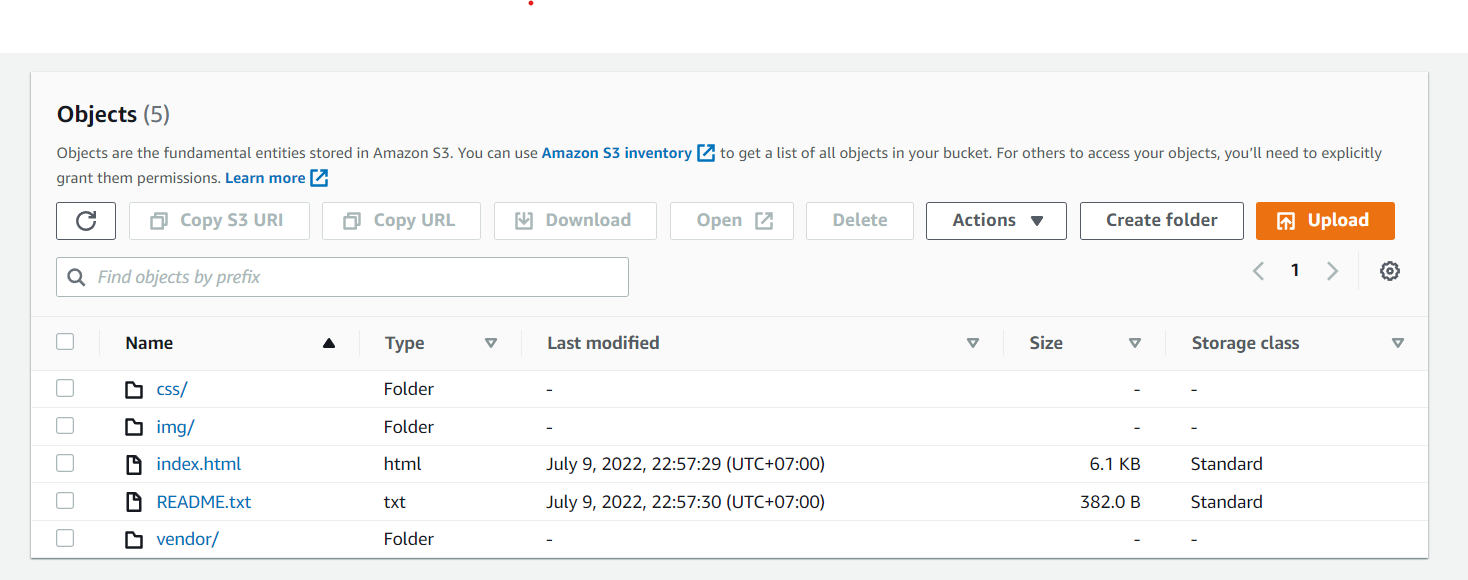 Objects (5)
Objects are the fundamental entities stored in Amazon S3. You can use Amazon S3 inventory to get a list of all objects in your bucket. For others to access your objects, you'll need to explicitly
grant them permissions. Learn more
Copy S3 URI Copy URL Download Open Delete Actions Create folder Upload
Find objects by prefix 1
Name Type Last modified Size Storage class
css/ Folder - - -
img/ Folder - - -
index.html html July 9, 2022, 22:57:29 (UTC+07:00) 6.1 KB Standard
README.txt txt July 9, 2022, 22:57:30 (UTC+07:00) 382.0 B Standard
vendor/ Folder - - -